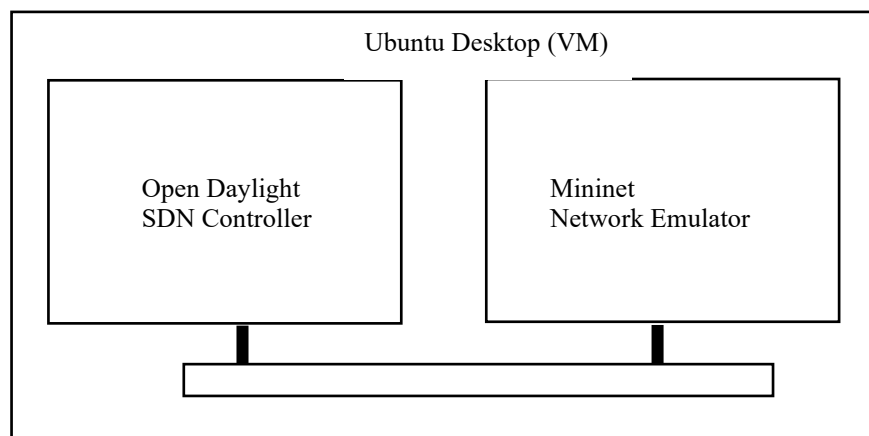 Ubuntu Desktop (VM)
Open Daylight
SDN Controller
Mininet
Network Emulator